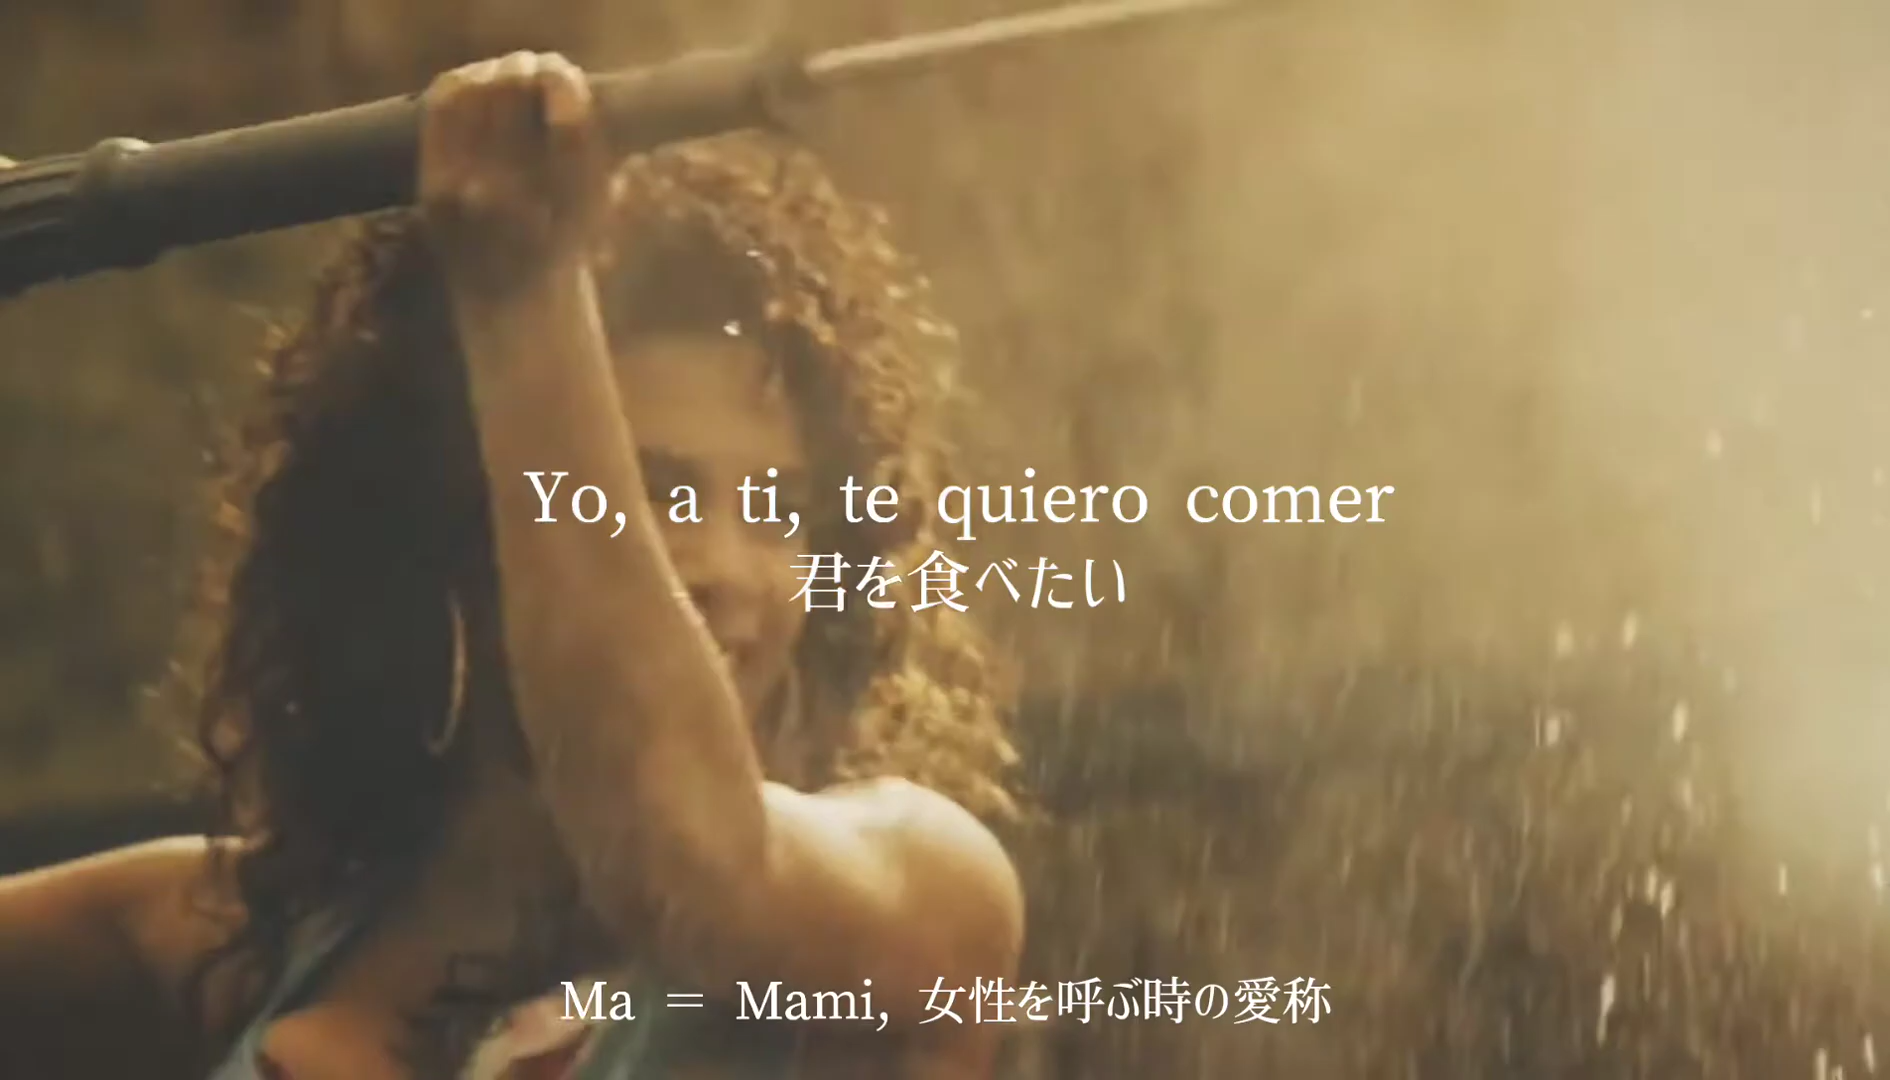 Yo, a ti, te quiero comer
君を食べたい
Ma = Mami, 女性を呼ぶ時の愛称